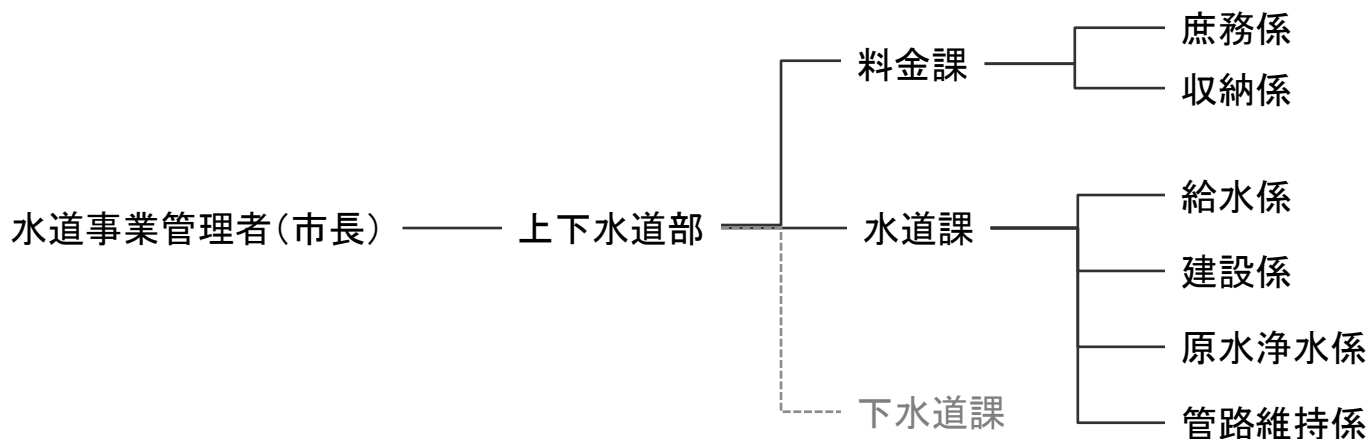 水道事業管理者(市長)
上下水道部
料金課
庶務係
収納係
水道課
給水係
建設係
原水浄水係
管路維持係
下水道課